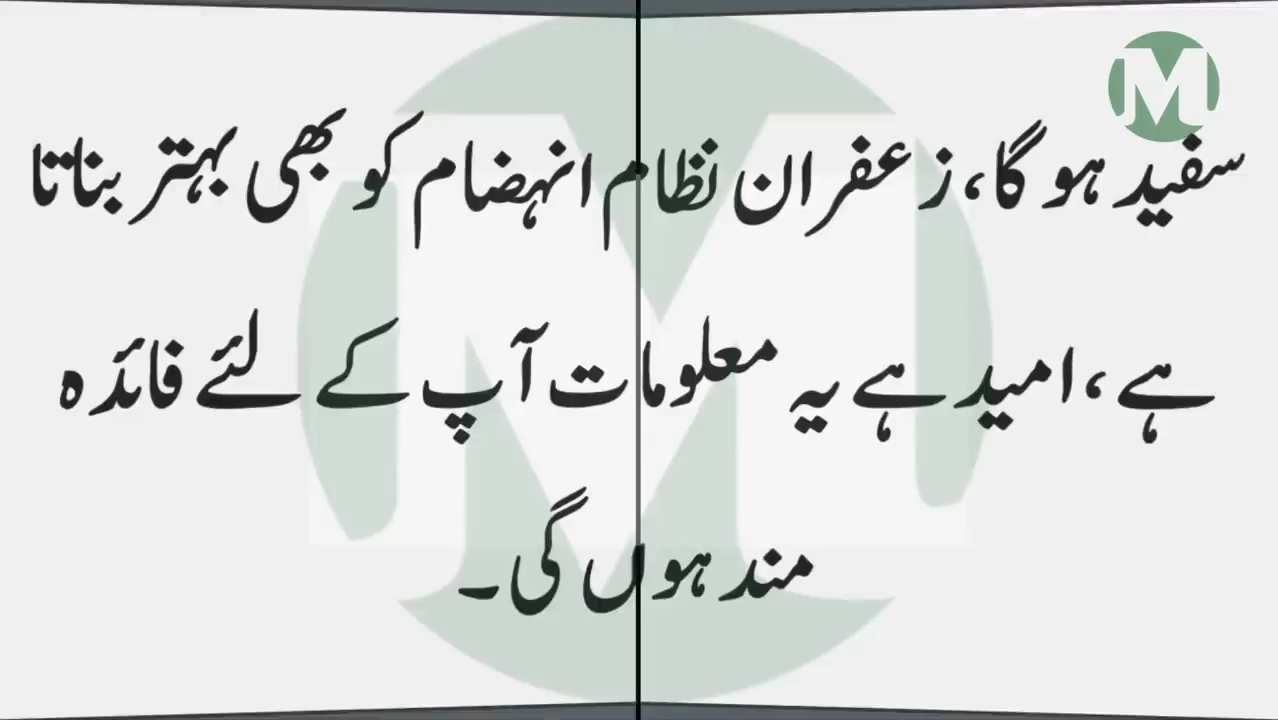 سفید ہو گا، زعفران نظام انہضام کو بھی بہتر بناتا
ہے، امید ہے یہ معلومات آپ کے لئے فائدہ
مند ہوں گی۔
M